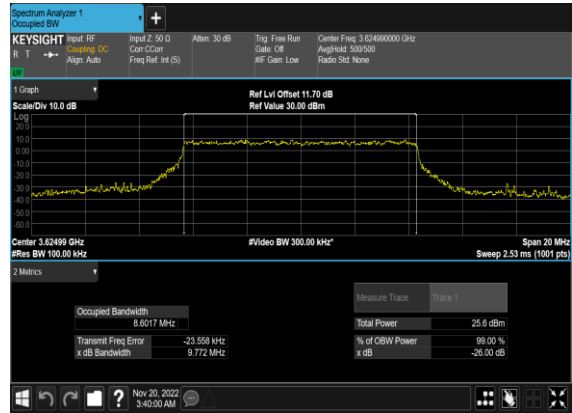 Spectrum Analyzer 1
Occupied BW
KEYSIGHT Input: RF Input Z: 50 Ω Atten: 30 dB Trig: Free Run Center Freq: 3.624990000 GHz
R T Coupling: DC Corr CCorr Gate: Off Avg|Hold: 500/500
Align: Auto Freq Ref: Int (S) #IF Gain: Low Radio Std: None
1 Graph
Ref Lvl Offset 11.70 dB
Scale/Div 10.0 dB Ref Value 30.00 dBm
Log
20.0
10.0
0.00
-10.0
-20.0
-30.0
-40.0
-50.0
-60.0
Center 3.62499 GHz #Video BW 300.00 kHz* Span 20 MHz
#Res BW 100.00 kHz Sweep 2.53 ms (1001 pts)
2 Metrics
Measure Trace Trace 1
Occupied Bandwidth
8.6017 MHz Total Power 25.6 dBm
Transmit Freq Error -23.558 kHz % of OBW Power 99.00 %
x dB Bandwidth 9.772 MHz x dB -26.00 dB
? Nov 20, 2022
3:40:00 AM